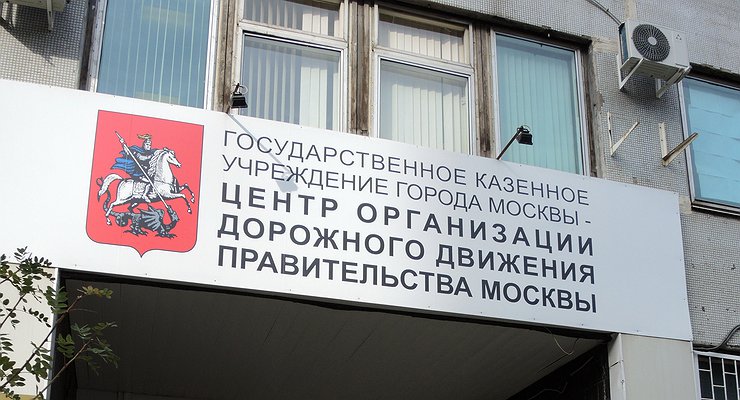 ГОСУДАРСТВЕННОЕ КАЗЕННОЕ
УЧРЕЖДЕНИЕ ГОРОДА МОСКВЫ -
ЦЕНТР ОРГАНИЗАЦИИ
ДОРОЖНОГО ДВИЖЕНИЯ
ПРАВИТЕЛЬСТВА МОСКВЫ